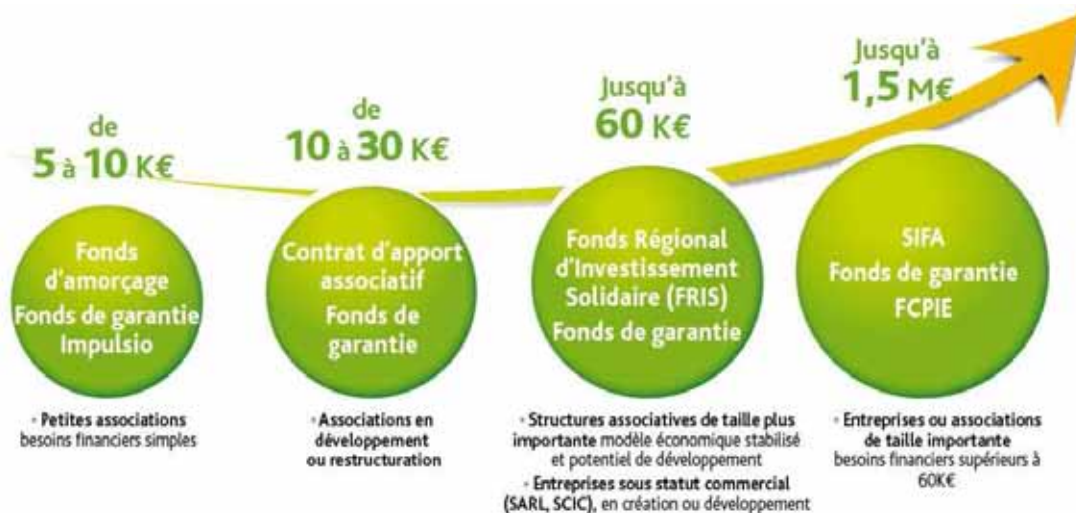 de
5 à 10 K€
Fonds
d'amorçage
Fonds de garantie
Impulsio
· Petites associations
besoins financiers simples
de
10 à 30 K€
Contrat d'apport
associatif
Fonds de
garantie
· Associations en
développement
ou restructuration
Jusqu'à
60 K€
Fonds Régional
d'Investissement
Solidaire (FRIS)
Fonds de garantie
· Structures associatives de taille plus
importante modèle économique stabilisé
et potentiel de développement
· Entreprises sous statut commercial
(SARL, SCIC), en création ou développement
Jusqu'à
1,5 M€
SIFA
Fonds de garantie
FCPIE
· Entreprises ou associations
de taille importante
besoins financiers supérieurs à
60K€